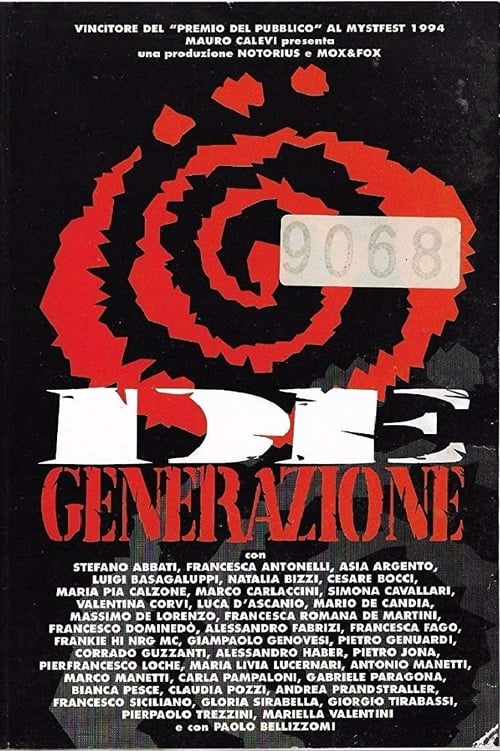 VINCITORE DEL "PREMIO DEL PUBBLICO" AL MYSTFEST 1994
MAURO CALEVI presenta
una produzione NOTORIUS e MOX&FOX
9068
DE
GENERAZIONE
con
STEFANO ABBATI, FRANCESCA ANTONELLI, ASIA ARGENTO,
LUIGI BASAGALUPPI, NATALIA BIZZI, CESARE BOCCI,
MARIA PIA CALZONE, MARCO CARLACCINI, SIMONA CAVALLARI,
VALENTINA CORVI, LUCA D'ASCANIO, MARIO DE CANDIA,
MASSIMO DE LORENZO, FRANCESCA ROMANA DE MARTINI,
FRANCESCO DOMINEDÒ, ALESSANDRO FABRIZI, FRANCESCA FAGO,
FRANKIE HI NRG MC, GIAMPAOLO GENOVESI, PIETRO GENUARDI,
CORRADO GUZZANTI, ALESSANDRO HABER, PIETRO JONA,
PIERFRANCESCO LOCHE, MARIA LIVIA LUCERNARI, ANTONIO MANETTI,
MARCO MANETTI, CARLA PAMPALONI, GABRIELE PARAGONA,
BIANCA PESCE, CLAUDIA POZZI, ANDREA PRANDSTRALLER,
FRANCESCO SICILIANO, GLORIA SIRABELLA, GIORGIO TIRABASSI,
PIERPAOLO TREZZINI, MARIELLA VALENTINI
e con PAOLO BELLIZZOMI